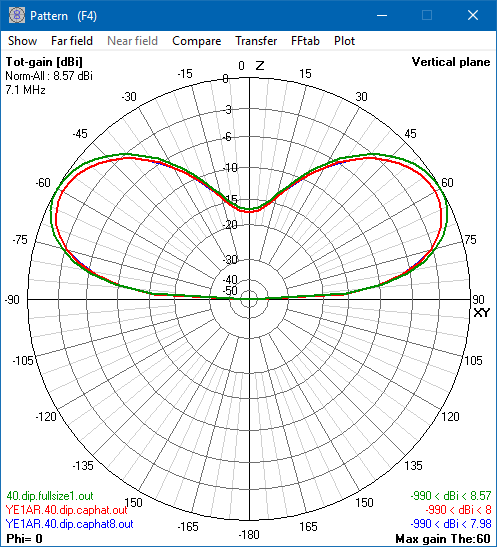 Pattern (F4)
Show Far field Near field Compare Transfer FFtab Plot
Tot-gain [dBi]
Norm-All : 8.57 dBi
7.1 MHz
Vertical plane
0 Z
-15 15
-30 30
-45 45
-60 60
-75 75
-90 90
XY
-105 105
-120 120
-135 135
-150 150
-165 165
-180
0
-3
-6
-10
-15
-20
-30
-40
-50
40.dip.fullsize1.out -990 < dBi < 8.57
YE1AR.40.dip.caphat.out -990 < dBi < 8
YE1AR.40.dip.caphat8.out -990 < dBi < 7.98
Phi= 0 Max gain The:60